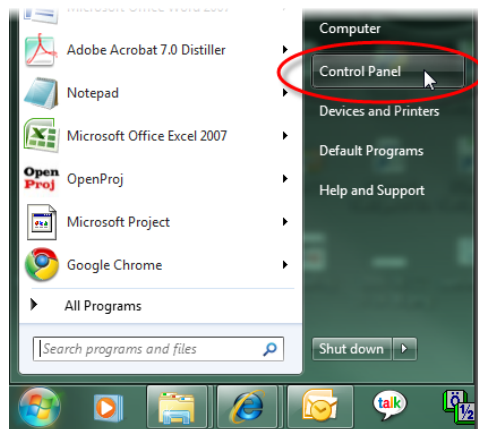 Microsoft Office Word 2007
Adobe Acrobat 7.0 Distiller
Notepad
Microsoft Office Excel 2007
Open
Proj
OpenProj
Microsoft Project
Google Chrome
All Programs
Search programs and files
Computer
Control Panel
Devices and Printers
Default Programs
Help and Support
Shut down
talk
Ö½